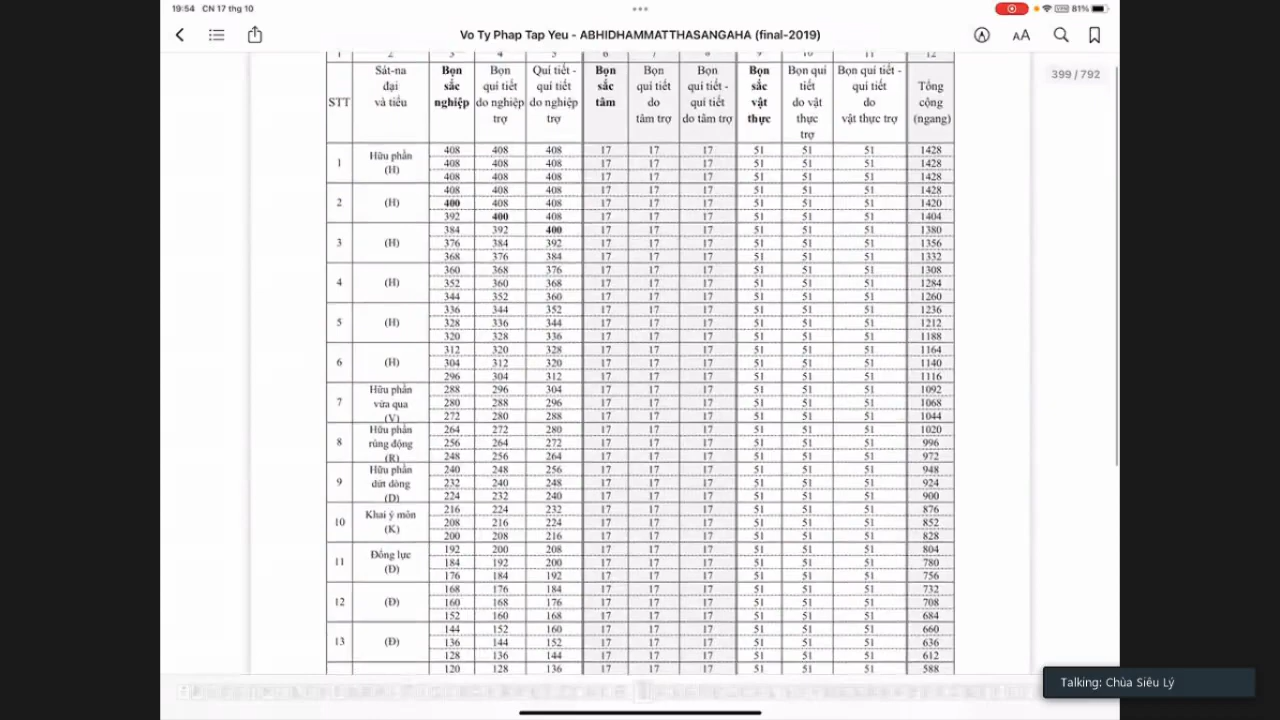 19:54 CN 17 thg 10
81%
Vo Ty Phap Tap Yeu - ABHIDHAMMATTHASANGAHA (final-2019)
AA
399 / 792
1 2 3 4 5 6 7 8 9 10 11 12
STT | Sát-na đại và tiểu | Bọn sắc nghiệp | Bọn quí tiết do nghiệp trợ | Quí tiết - quí tiết do nghiệp trợ | Bọn sắc tâm | Bọn quí tiết do tâm trợ | Bọn quí tiết - quí tiết do tâm trợ | Bọn sắc vật thực | Bọn quí tiết do vật thực trợ | Bọn quí tiết - quí tiết do vật thực trợ | Tổng cộng (ngang)
1 Hữu phần (H) 408 408 408 17 17 17 51 51 51 1428
408 408 408 17 17 17 51 51 51 1428
408 408 408 17 17 17 51 51 51 1428
2 (H) 408 408 408 17 17 17 51 51 51 1428
400 408 408 17 17 17 51 51 51 1420
392 400 408 17 17 17 51 51 51 1404
3 (H) 384 392 400 17 17 17 51 51 51 1380
376 384 392 17 17 17 51 51 51 1356
368 376 384 17 17 17 51 51 51 1332
4 (H) 360 368 376 17 17 17 51 51 51 1308
352 360 368 17 17 17 51 51 51 1284
344 352 360 17 17 17 51 51 51 1260
5 (H) 336 344 352 17 17 17 51 51 51 1236
328 336 344 17 17 17 51 51 51 1212
320 328 336 17 17 17 51 51 51 1188
6 (H) 312 320 328 17 17 17 51 51 51 1164
304 312 320 17 17 17 51 51 51 1140
296 304 312 17 17 17 51 51 51 1116
7 Hữu phần vừa qua (V) 288 296 304 17 17 17 51 51 51 1092
280 288 296 17 17 17 51 51 51 1068
272 280 288 17 17 17 51 51 51 1044
8 Hữu phần rúng động (R) 264 272 280 17 17 17 51 51 51 1020
256 264 272 17 17 17 51 51 51 996
248 256 264 17 17 17 51 51 51 972
9 Hữu phần dứt dòng (D) 240 248 256 17 17 17 51 51 51 948
232 240 248 17 17 17 51 51 51 924
224 232 240 17 17 17 51 51 51 900
10 Khai ý môn (K) 216 224 232 17 17 17 51 51 51 876
208 216 224 17 17 17 51 51 51 852
200 208 216 17 17 17 51 51 51 828
11 Đổng lực (Đ) 192 200 208 17 17 17 51 51 51 804
184 192 200 17 17 17 51 51 51 780
176 184 192 17 17 17 51 51 51 756
12 (Đ) 168 176 184 17 17 17 51 51 51 732
160 168 176 17 17 17 51 51 51 708
152 160 168 17 17 17 51 51 51 684
13 (Đ) 144 152 160 17 17 17 51 51 51 660
136 144 152 17 17 17 51 51 51 636
128 136 144 17 17 17 51 51 51 612
120 128 136 17 17 17 51 51 51 588
Talking: Chùa Siêu Lý